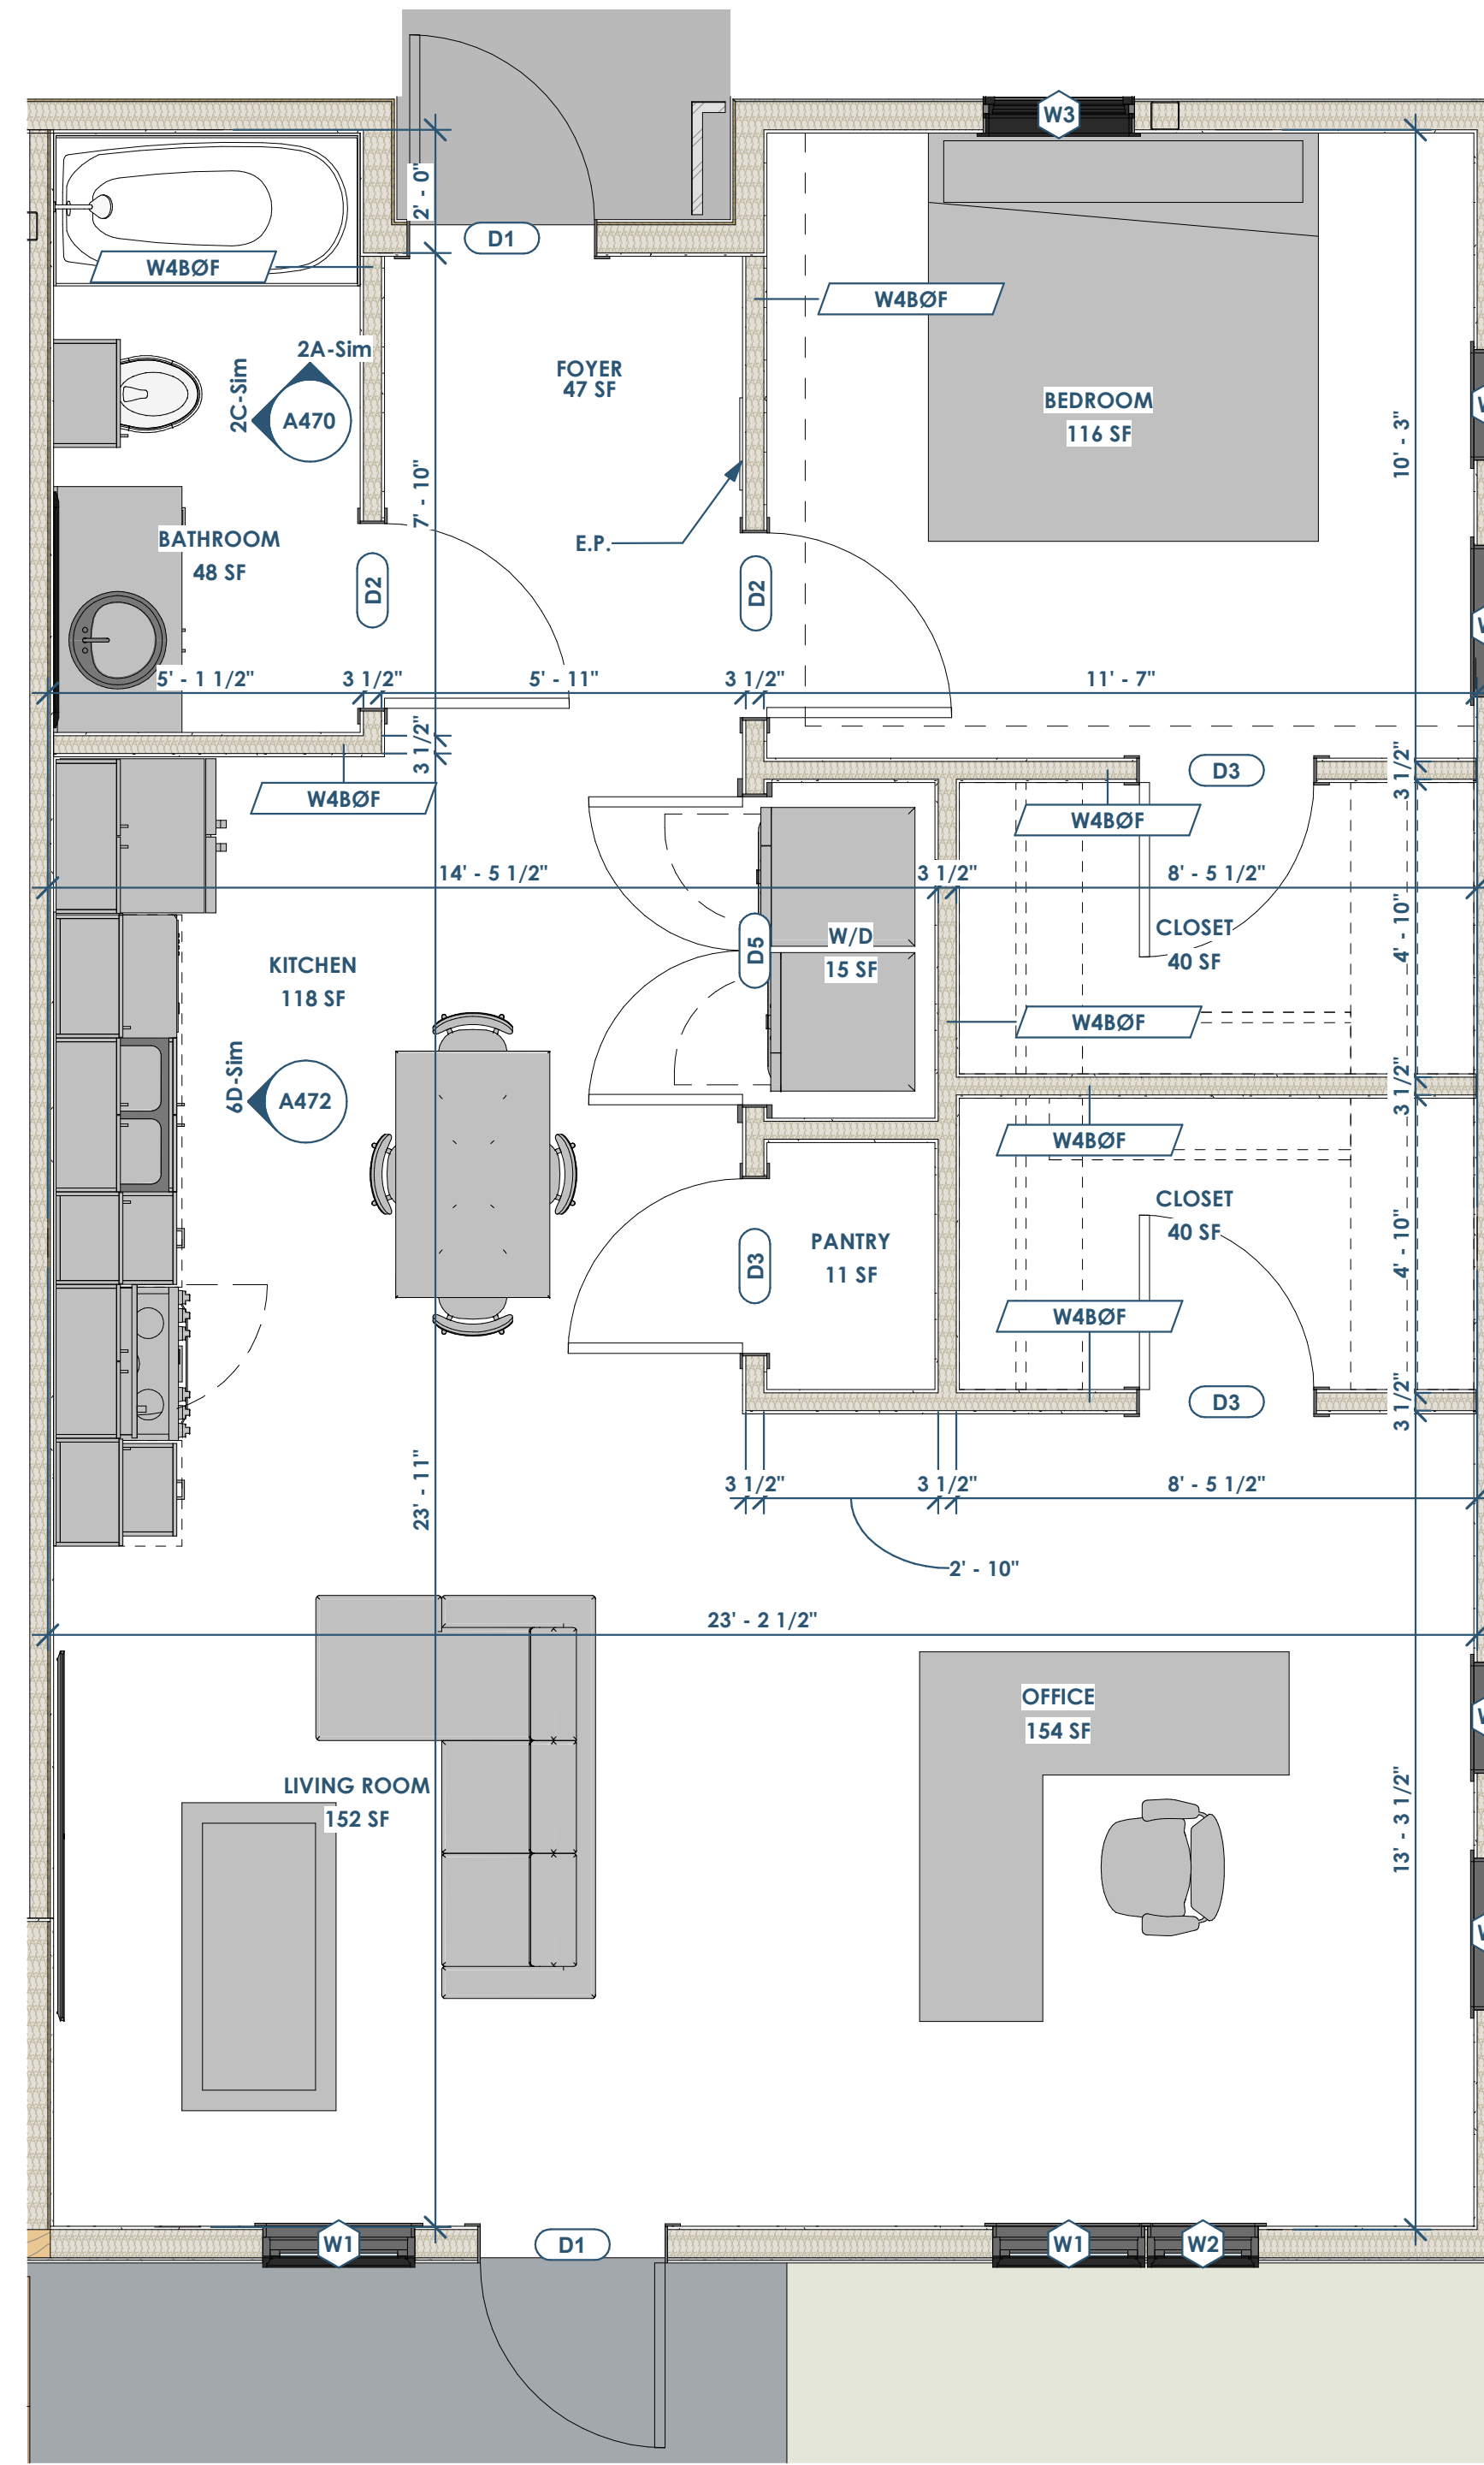 W3
2' - 0"
D1
W4BØF
W4BØF
2A-Sim
2C-Sim
A470
FOYER
47 SF
BEDROOM
116 SF
10' - 3"
7' - 10"
E.P.
BATHROOM
48 SF
D2
D2
5' - 1 1/2"
3 1/2"
5' - 11"
3 1/2"
11' - 7"
3 1/2"
W4BØF
D3
3 1/2"
W4BØF
14' - 5 1/2"
3 1/2"
8' - 5 1/2"
D5
W/D
15 SF
CLOSET
40 SF
4' - 10"
KITCHEN
118 SF
W4BØF
6D-Sim
A472
3 1/2"
W4BØF
CLOSET
40 SF
4' - 10"
PANTRY
11 SF
D3
W4BØF
D3
3 1/2"
23' - 11"
3 1/2"
3 1/2"
8' - 5 1/2"
2' - 10"
23' - 2 1/2"
OFFICE
154 SF
LIVING ROOM
152 SF
13' - 3 1/2"
W1
D1
W1
W2